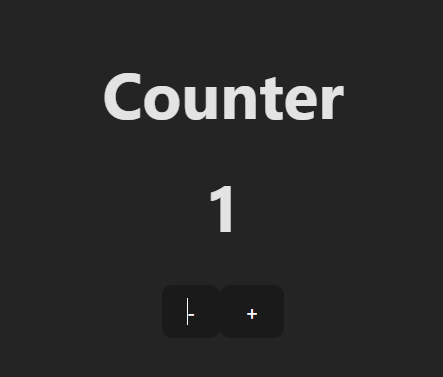 Counter
1
- +